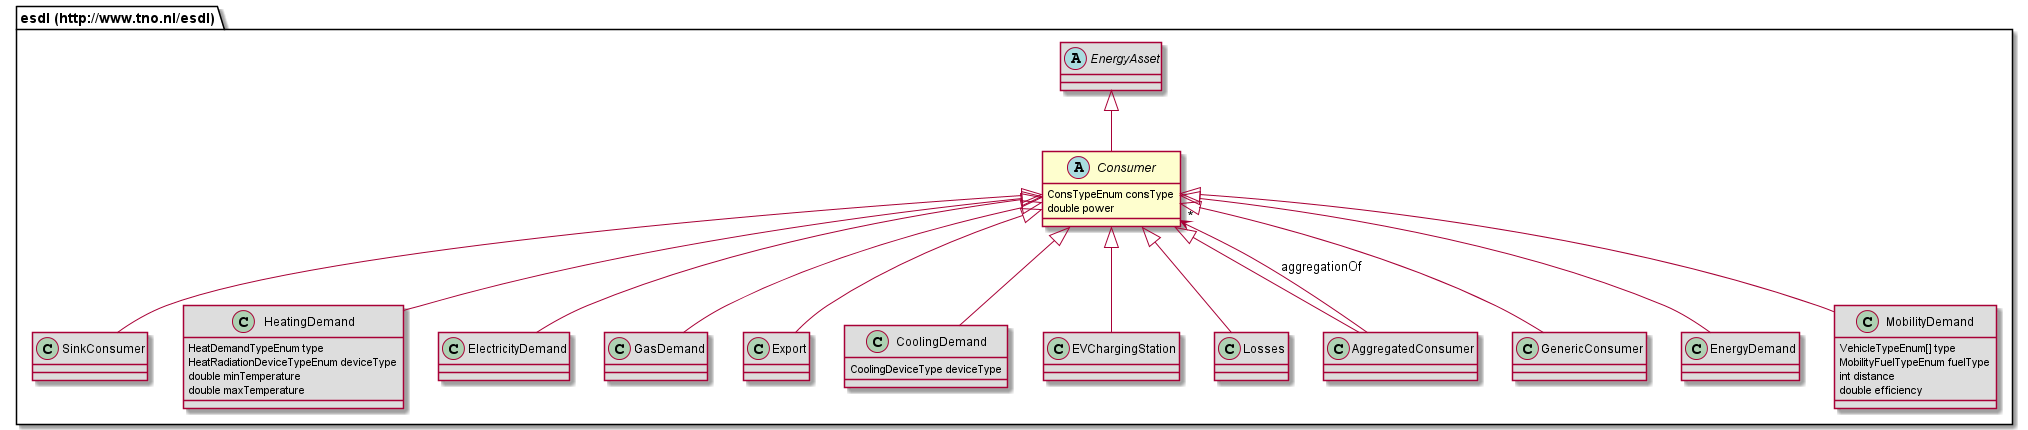 esdl (http://www.tno.nl/esdl)
A EnergyAsset
A Consumer
ConsTypeEnum consType
double power
*
aggregationOf
C SinkConsumer
C HeatingDemand
HeatDemandTypeEnum type
HeatRadiationDeviceTypeEnum deviceType
double minTemperature
double maxTemperature
C ElectricityDemand
C GasDemand
C Export
C CoolingDemand
CoolingDeviceType deviceType
C EVChargingStation
C Losses
C AggregatedConsumer
C GenericConsumer
C EnergyDemand
C MobilityDemand
VehicleTypeEnum[] type
MobilityFuelTypeEnum fuelType
int distance
double efficiency